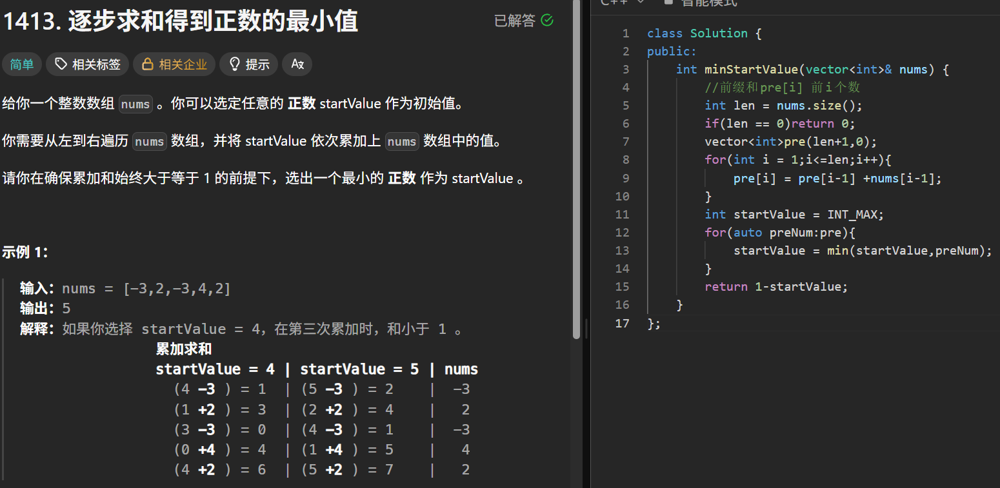 1413. 逐步求和得到正数的最小值
已解答
简单 相关标签 相关企业 提示
给你一个整数数组 nums 。你可以选定任意的 正数 startValue 作为初始值。
你需要从左到右遍历 nums 数组，并将 startValue 依次累加上 nums 数组中的值。
请你在确保累加和始终大于等于 1 的前提下，选出一个最小的 正数 作为 startValue 。
示例 1：
输入：nums = [-3,2,-3,4,2]
输出：5
解释：如果你选择 startValue = 4，在第三次累加时，和小于 1 。
累加求和
startValue = 4 | startValue = 5 | nums
(4 -3 ) = 1 | (5 -3 ) = 2 | -3
(1 +2 ) = 3 | (2 +2 ) = 4 | 2
(3 -3 ) = 0 | (4 -3 ) = 1 | -3
(0 +4 ) = 4 | (1 +4 ) = 5 | 4
(4 +2 ) = 6 | (5 +2 ) = 7 | 2
C++ 智能模式
1 class Solution {
2 public:
3 int minStartValue(vector<int>& nums) {
4 //前缀和pre[i] 前i个数
5 int len = nums.size();
6 if(len == 0)return 0;
7 vector<int>pre(len+1,0);
8 for(int i = 1;i<=len;i++){
9 pre[i] = pre[i-1] +nums[i-1];
10 }
11 int startValue = INT_MAX;
12 for(auto preNum:pre){
13 startValue = min(startValue,preNum);
14 }
15 return 1-startValue;
16 }
17 };